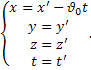 x = x′ − ϑ₀t
y = y′
z = z′
t = t′
.